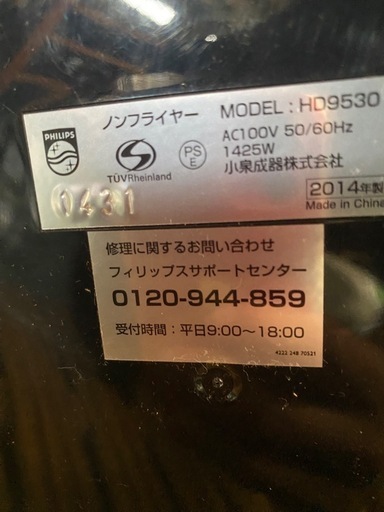 PHILIPS
ノンフライヤー MODEL : HD9530
TÜVRheinland
PS
E
AC100V 50/60Hz
1425W
小泉成器株式会社
2014年製
Made in China
0431
修理に関するお問い合わせ
フィリップスサポートセンター
0120-944-859
受付時間：平日9:00～18:00
4222 248 70521